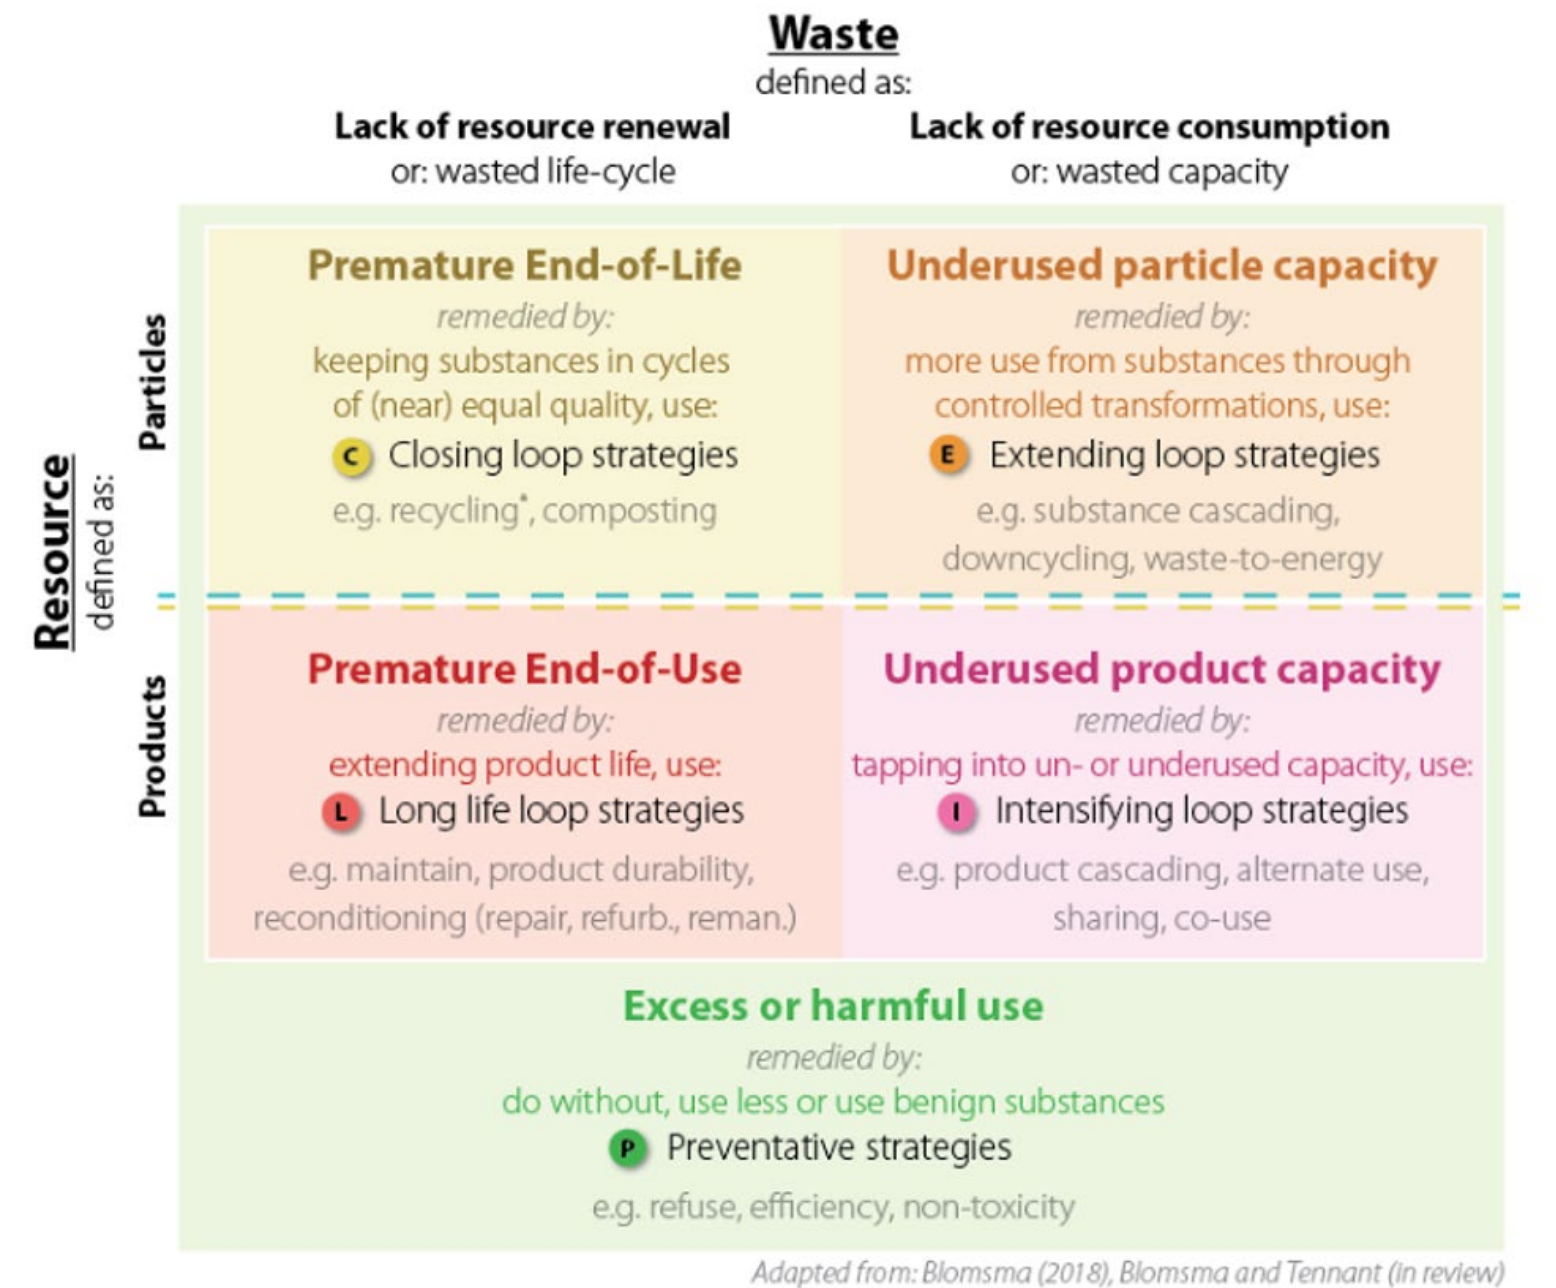 Waste
defined as:
Lack of resource renewal
or: wasted life-cycle
Lack of resource consumption
or: wasted capacity
Resource
defined as:
Particles
Premature End-of-Life
remedied by:
keeping substances in cycles
of (near) equal quality, use:
C Closing loop strategies
e.g. recycling*, composting
Underused particle capacity
remedied by:
more use from substances through
controlled transformations, use:
E Extending loop strategies
e.g. substance cascading,
downcycling, waste-to-energy
Products
Premature End-of-Use
remedied by:
extending product life, use:
L Long life loop strategies
e.g. maintain, product durability,
reconditioning (repair, refurb., reman.)
Underused product capacity
remedied by:
tapping into un- or underused capacity, use:
I Intensifying loop strategies
e.g. product cascading, alternate use,
sharing, co-use
Excess or harmful use
remedied by:
do without, use less or use benign substances
P Preventative strategies
e.g. refuse, efficiency, non-toxicity
Adapted from: Blomsma (2018), Blomsma and Tennant (in review)